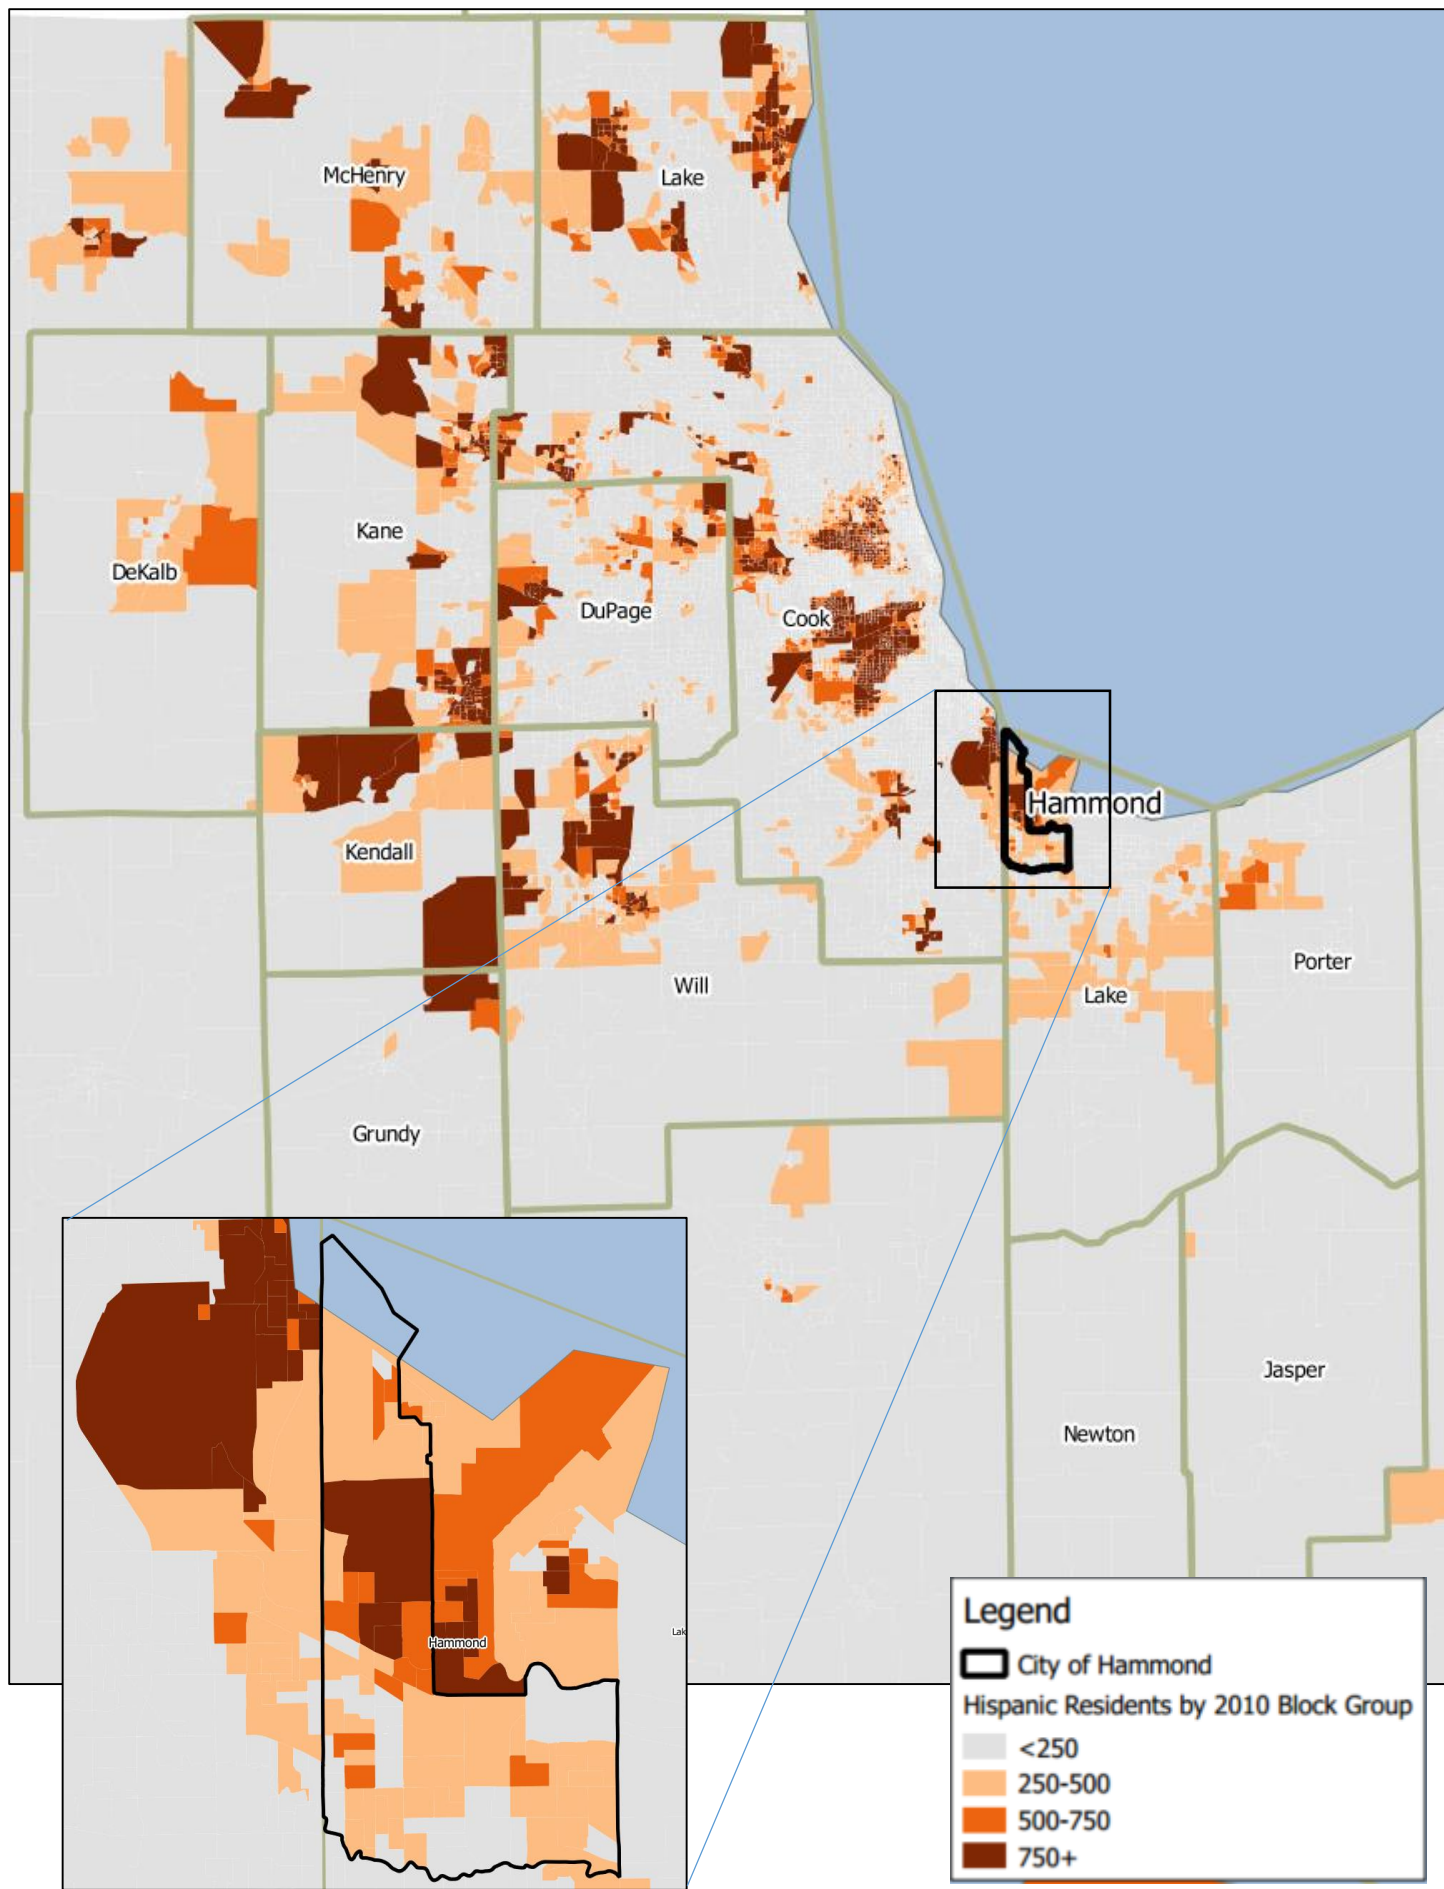 McHenry
Lake
Kane
DeKalb
DuPage
Cook
Hammond
Kendall
Porter
Will
Lake
Grundy
Jasper
Newton
Hammond
Lak
Legend
City of Hammond
Hispanic Residents by 2010 Block Group
<250
250-500
500-750
750+